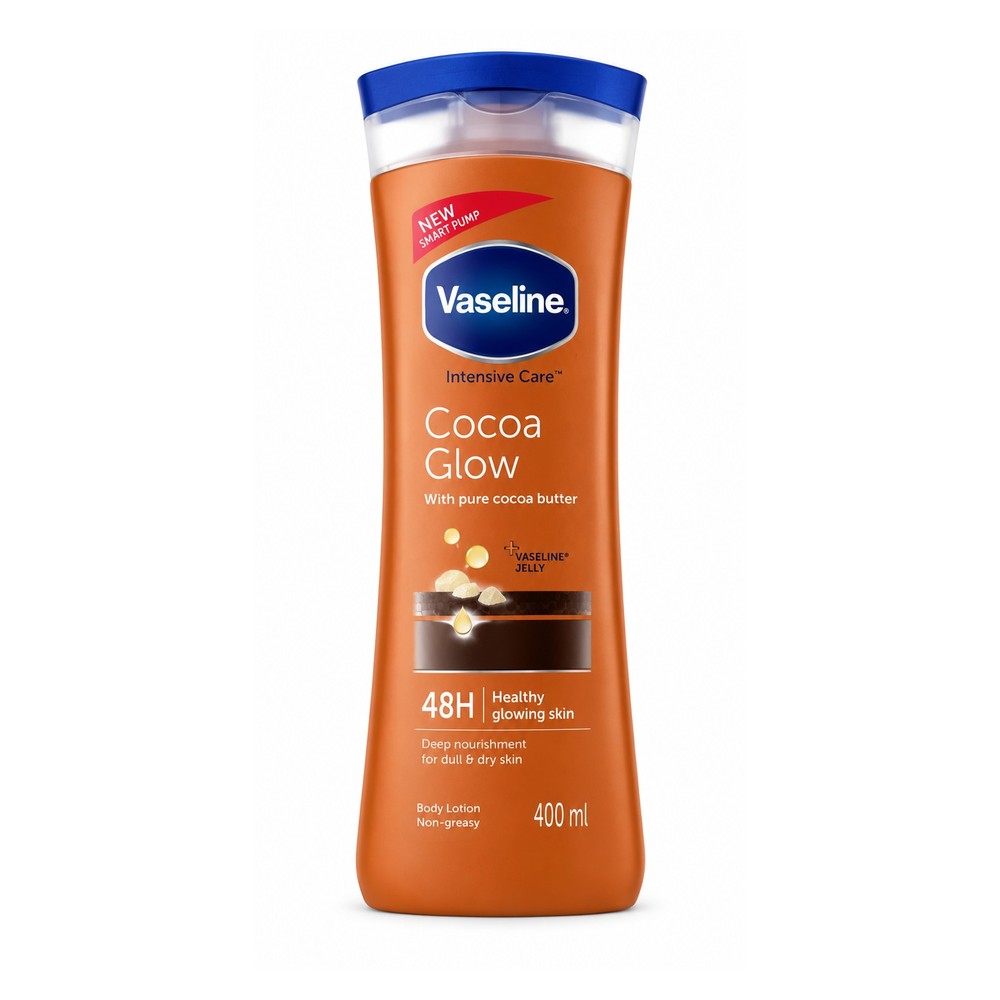 NEW
SMART PUMP
Vaseline®
Intensive Care™
Cocoa
Glow
With pure cocoa butter
+VASELINE®
JELLY
48H
Healthy
glowing skin
Deep nourishment
for dull & dry skin
Body Lotion
Non-greasy
400 ml